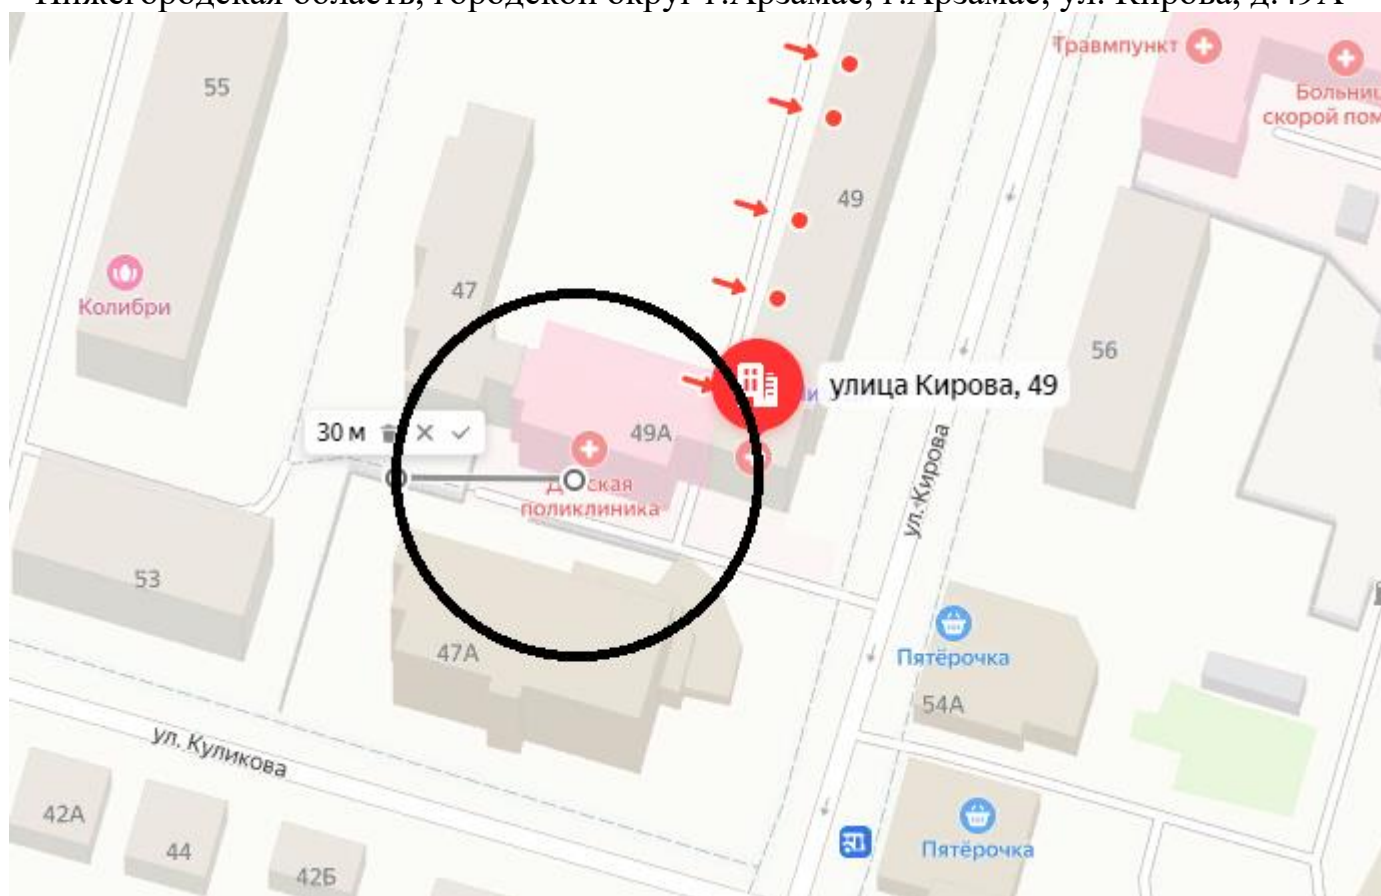 Нижегородская область, городской округ г.Арзамас, г.Арзамас, ул. Кирова, д.49А
Травмпункт
55
скорой пом
49
47
Колибри
56
улица Кирова, 49
30 м
49А
поликлиника
ул. Кирова
53
Пятёрочка
47А
54А
ул. Куликова
42А
44
Пятёрочка
42Б